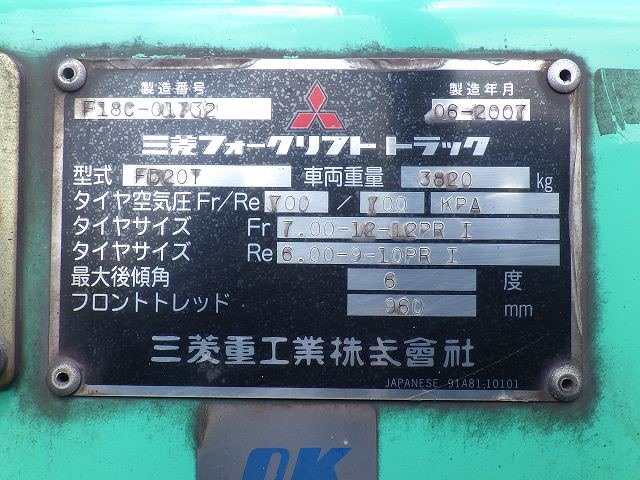 製造番号 製造年月
F18C-01732 06-2007
三菱フォークリフトトラック
型式 FD20T 車両重量 3820 kg
タイヤ空気圧 Fr/Re 700 / 700 KPA
タイヤサイズ Fr 7.00-12-12PR I
タイヤサイズ Re 6.00-9-10PR I
最大後傾角 6 度
フロントトレッド 960 mm
三菱重工業株式會社
JAPANESE 91A81-10101
OK